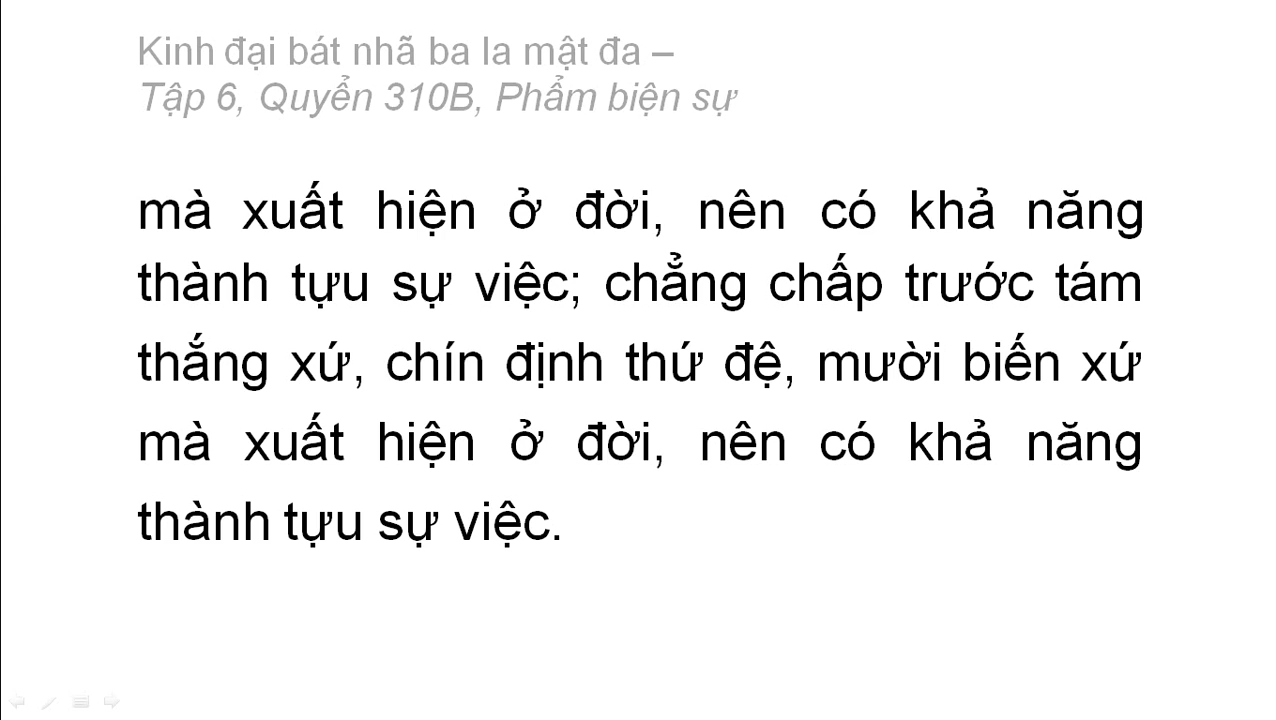 Kinh đại bát nhã ba la mật đa –
Tập 6, Quyển 310B, Phẩm biện sự
mà xuất hiện ở đời, nên có khả năng
thành tựu sự việc; chẳng chấp trước tám
thắng xứ, chín định thứ đệ, mười biến xứ
mà xuất hiện ở đời, nên có khả năng
thành tựu sự việc.